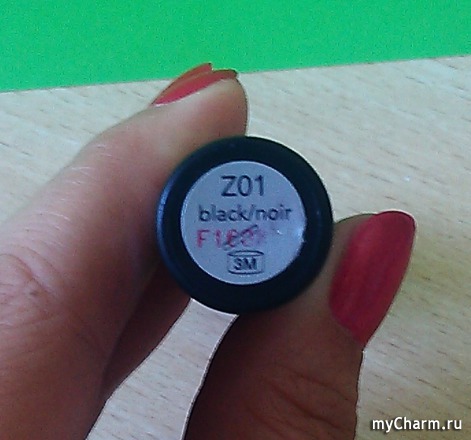 Z01
black/noir
3M
myCharm.ru